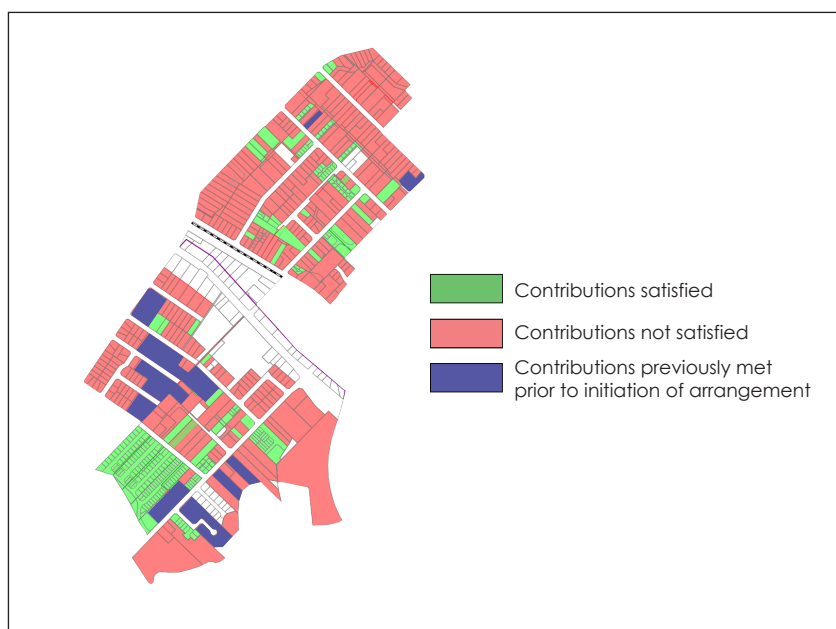 Contributions satisfied
Contributions not satisfied
Contributions previously met
prior to initiation of arrangement